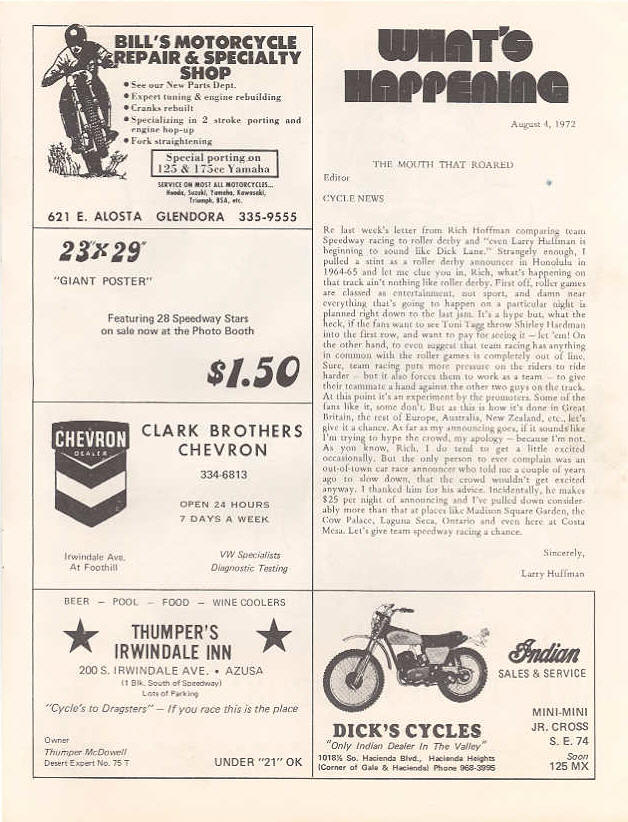 BILL'S MOTORCYCLE
REPAIR & SPECIALTY
SHOP
• See our New Parts Dept.
• Expert tuning & engine rebuilding
• Cranks rebuilt
• Specializing in 2 stroke porting and
engine hop-up
• Fork straightening
Special porting on
125 & 175cc Yamaha
SERVICE ON MOST ALL MOTORCYCLES...
Honda, Suzuki, Yamaha, Kawasaki,
Triumph, BSA, etc.
621 E. ALOSTA GLENDORA 335-9555
23"X29"
"GIANT POSTER"
Featuring 28 Speedway Stars
on sale now at the Photo Booth
$1.50
CHEVRON
DEALER
CLARK BROTHERS
CHEVRON
334-6813
OPEN 24 HOURS
7 DAYS A WEEK
Irwindale Ave.
At Foothill
VW Specialists
Diagnostic Testing
BEER — POOL — FOOD — WINE COOLERS
THUMPER'S
IRWINDALE INN
200 S. IRWINDALE AVE. • AZUSA
(1 Blk. South of Speedway)
Lots of Parking
"Cycle's to Dragsters" — If you race this is the place
Owner
Thumper McDowell
Desert Expert No. 75 T
UNDER "21" OK
WHAT'S
HAPPENING
August 4, 1972
THE MOUTH THAT ROARED
Editor
CYCLE NEWS
Re last week's letter from Rich Hoffman comparing team
Speedway racing to roller derby and "even Larry Huffman is
beginning to sound like Dick Lane." Strangely enough, I
pulled a stint as a roller derby announcer in Honolulu in
1964-65 and let me clue you in, Rich, what's happening on
that track ain't nothing like roller derby. First off, roller games
are classed as entertainment, not sport, and damn near
everything that's going to happen on a particular night is
planned right down to the last jam. It's a hype but, what the
heck, if the fans want to see Toni Tagg throw Shirley Hardman
into the first row, and want to pay for seeing it — let 'em! On
the other hand, to even suggest that team racing has anything
in common with the roller games is completely out of line.
Sure, team racing puts more pressure on the riders to ride
harder — but it also forces them to work as a team — to give
their teammate a hand against the other two guys on the track.
At this point it's an experiment by the promoters. Some of the
fans like it, some don't. But as this is how it's done in Great
Britain, the rest of Europe, Australia, New Zealand, etc., let's
give it a chance. As far as my announcing goes, if it sounds like
I'm trying to hype the crowd, my apology — because I'm not.
As you know, Rich, I do tend to get a little excited
occasionally. But the only person to ever complain was an
out-of-town car race announcer who told me a couple of years
ago to slow down, that the crowd wouldn't get excited
anyway. I thanked him for his advice. Incidentally, he makes
$25 per night of announcing and I've pulled down consider-
ably more than that at places like Madison Square Garden, the
Cow Palace, Laguna Seca, Ontario and even here at Costa
Mesa. Let's give team speedway racing a chance.
Sincerely,
Larry Huffman
Indian
SALES & SERVICE
MINI-MINI
JR. CROSS
S. E. 74
Soon
125 MX
DICK'S CYCLES
"Only Indian Dealer In The Valley"
1018½ So. Hacienda Blvd., Hacienda Heights
(Corner of Gale & Hacienda) Phone 968-3995